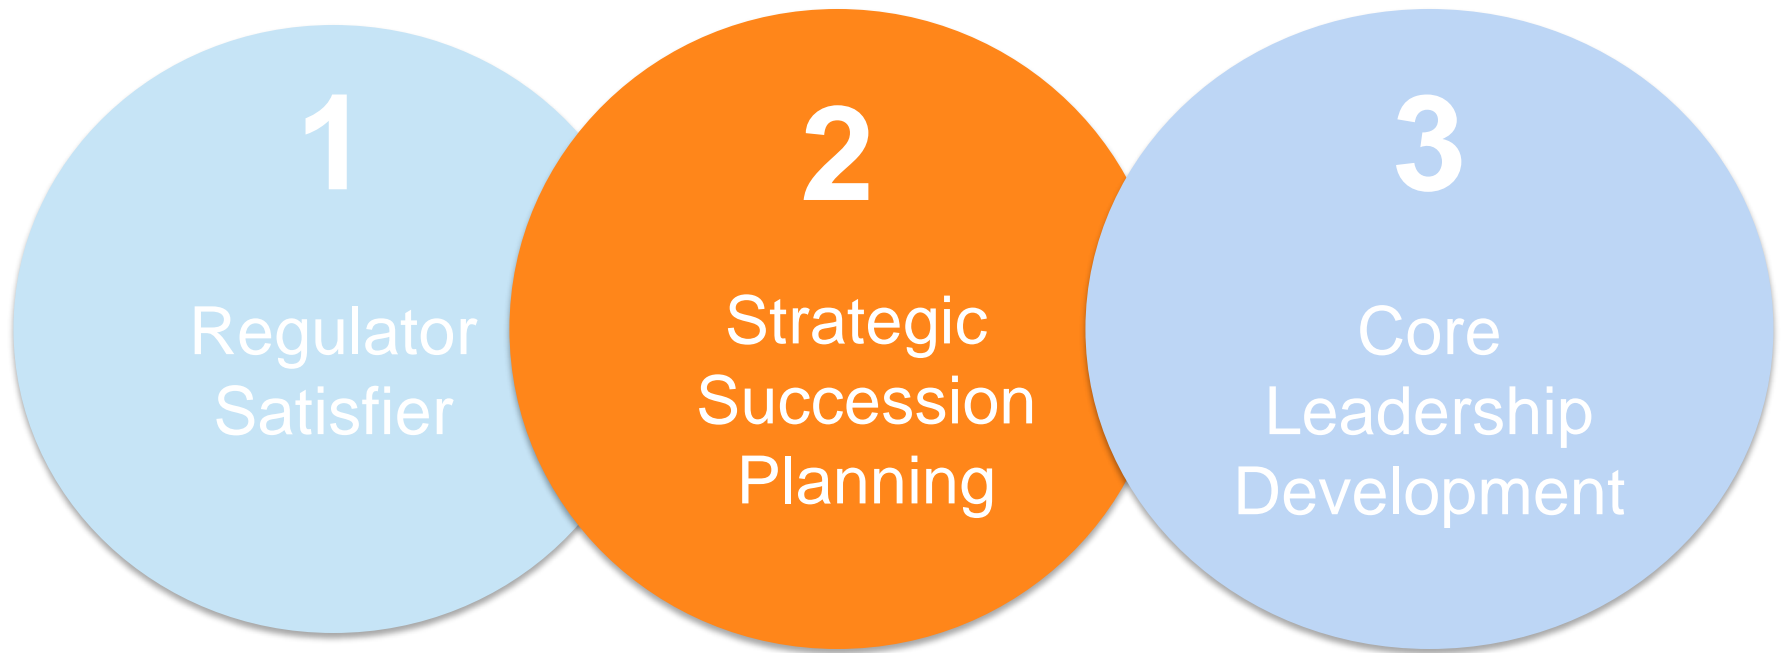 1
Regulator
Satisfier
2
Strategic
Succession
Planning
3
Core
Leadership
Development